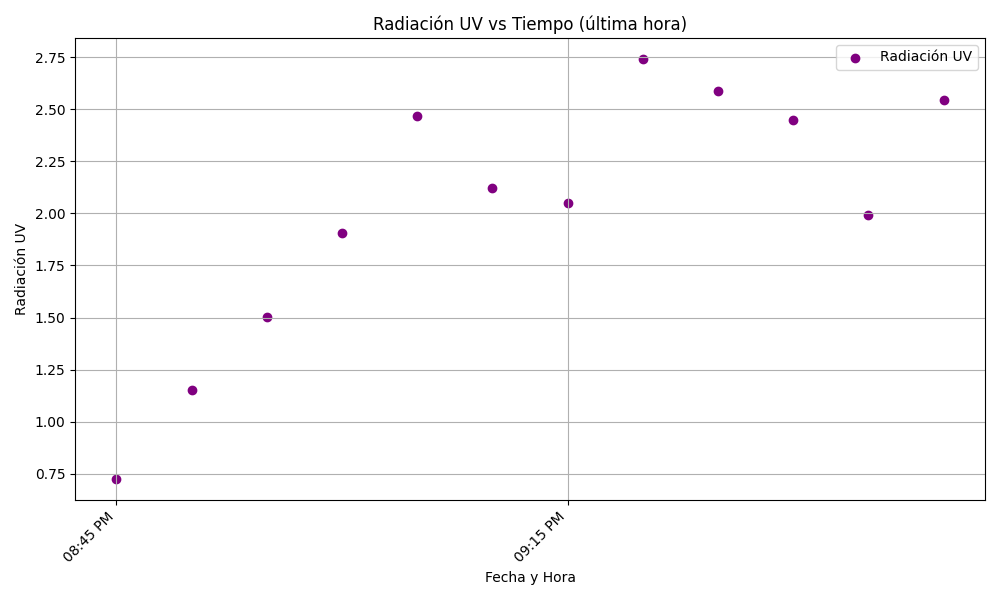 Radiación UV vs Tiempo (última hora)
Radiación UV
2.75
2.50
2.25
2.00
1.75
1.50
1.25
1.00
0.75
Radiación UV
08:45 PM
09:15 PM
Fecha y Hora